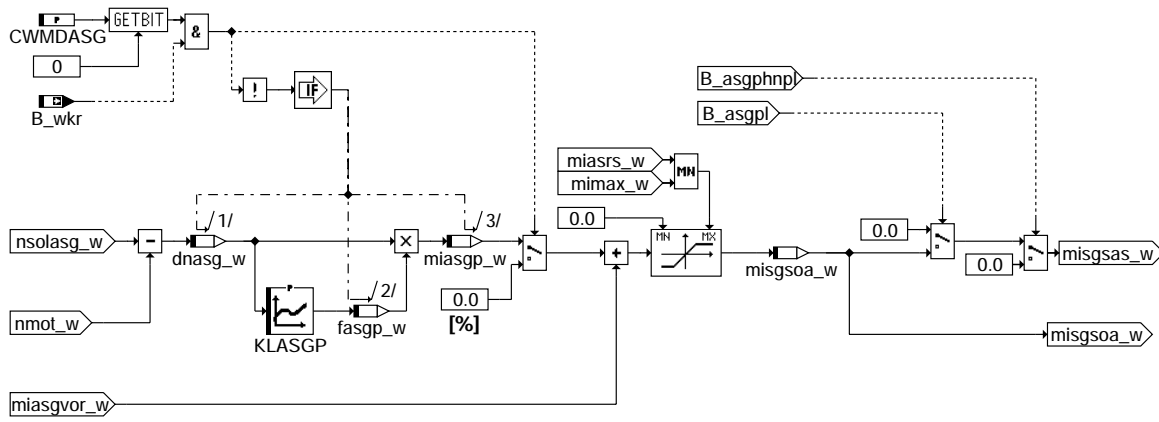 P
GETBIT
CWMDASG
&
0
B_wkr
!
IF
B_asgphnpl
B_asgpl
miasrs_w
MN
mimax_w
0.0
MN MX
1/
3/
nsolasg_w
-
dnasg_w
x
miasgp_w
+
misgsoa_w
0.0
0.0
misgsas_w
P
2/
0.0
[%]
KLASGP
fasgp_w
nmot_w
misgsoa_w
miasgvor_w